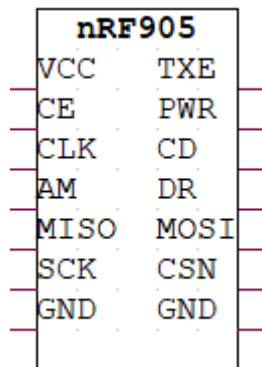 nRF905
VCC TXE
CE PWR
CLK CD
AM DR
MISO MOSI
SCK CSN
GND GND